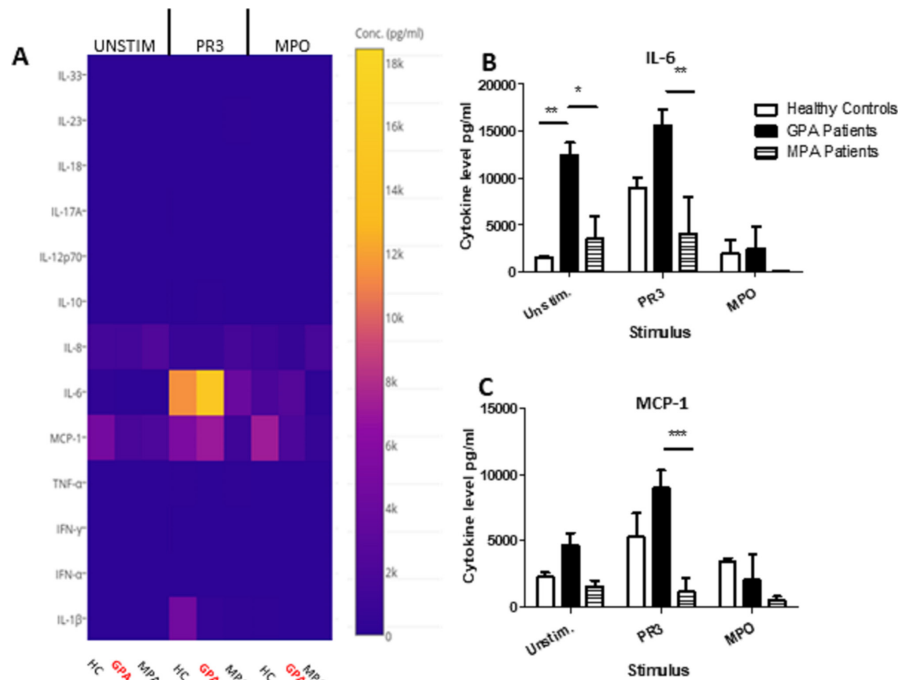 A
UNSTIM PR3 MPO
IL-33
IL-23
IL-18
IL-17A
IL-12p70
IL-10
IL-8
IL-6
MCP-1
TNF-α
IFN-γ
IFN-α
IL-1β
HC GPA MPA HC GPA MP HC GPA MP
Conc. (pg/ml)
18k
16k
14k
12k
10k
8k
6k
4k
2k
0
B
IL-6
Cytokine level pg/ml
20000
15000
10000
5000
0
** * **
Unstim. PR3 MPO
Stimulus
Healthy Controls
GPA Patients
MPA Patients
C
MCP-1
Cytokine level pg/ml
15000
10000
5000
0
***
Unstim. PR3 MPO
Stimulus